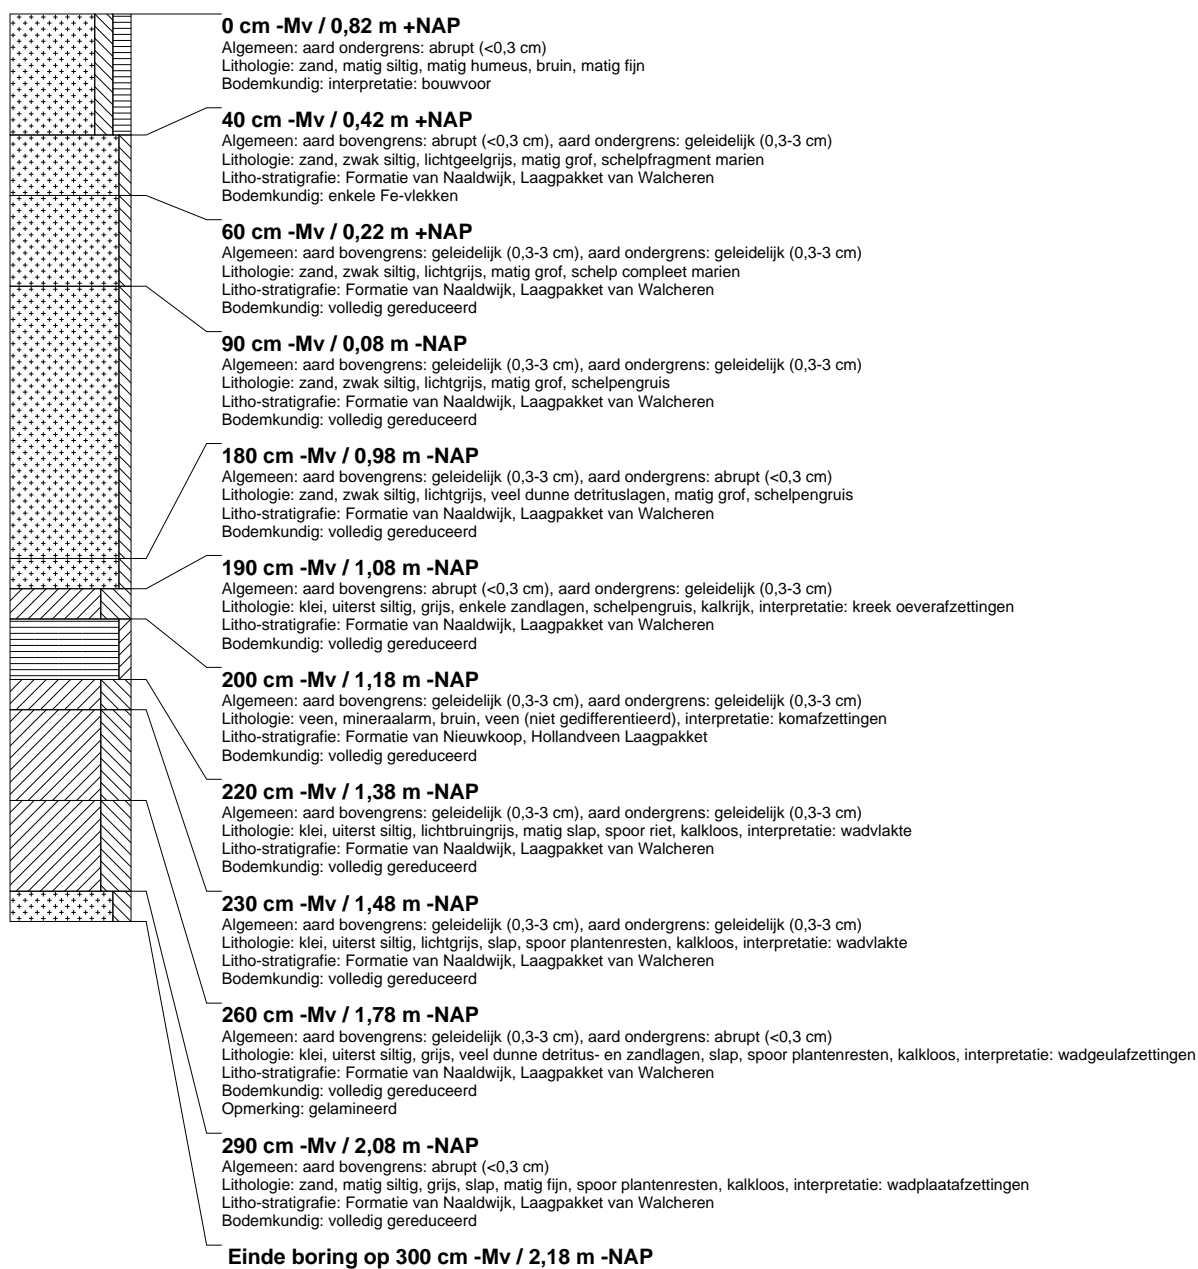 0 cm -Mv / 0,82 m +NAP
Algemeen: aard ondergrens: abrupt (<0,3 cm)
Lithologie: zand, matig siltig, matig humeus, bruin, matig fijn
Bodemkundig: interpretatie: bouwvoor
40 cm -Mv / 0,42 m +NAP
Algemeen: aard bovengrens: abrupt (<0,3 cm), aard ondergrens: geleidelijk (0,3-3 cm)
Lithologie: zand, zwak siltig, lichtgeelgrijs, matig grof, schelpfragment marien
Litho-stratigrafie: Formatie van Naaldwijk, Laagpakket van Walcheren
Bodemkundig: enkele Fe-vlekken
60 cm -Mv / 0,22 m +NAP
Algemeen: aard bovengrens: geleidelijk (0,3-3 cm), aard ondergrens: geleidelijk (0,3-3 cm)
Lithologie: zand, zwak siltig, lichtgrijs, matig grof, schelp compleet marien
Litho-stratigrafie: Formatie van Naaldwijk, Laagpakket van Walcheren
Bodemkundig: volledig gereduceerd
90 cm -Mv / 0,08 m -NAP
Algemeen: aard bovengrens: geleidelijk (0,3-3 cm), aard ondergrens: geleidelijk (0,3-3 cm)
Lithologie: zand, zwak siltig, lichtgrijs, matig grof, schelpengruis
Litho-stratigrafie: Formatie van Naaldwijk, Laagpakket van Walcheren
Bodemkundig: volledig gereduceerd
180 cm -Mv / 0,98 m -NAP
Algemeen: aard bovengrens: geleidelijk (0,3-3 cm), aard ondergrens: abrupt (<0,3 cm)
Lithologie: zand, zwak siltig, lichtgrijs, veel dunne detrituslagen, matig grof, schelpengruis
Litho-stratigrafie: Formatie van Naaldwijk, Laagpakket van Walcheren
Bodemkundig: volledig gereduceerd
190 cm -Mv / 1,08 m -NAP
Algemeen: aard bovengrens: abrupt (<0,3 cm), aard ondergrens: geleidelijk (0,3-3 cm)
Lithologie: klei, uiterst siltig, grijs, enkele zandlagen, schelpengruis, kalkrijk, interpretatie: kreek oeverafzettingen
Litho-stratigrafie: Formatie van Naaldwijk, Laagpakket van Walcheren
Bodemkundig: volledig gereduceerd
200 cm -Mv / 1,18 m -NAP
Algemeen: aard bovengrens: geleidelijk (0,3-3 cm), aard ondergrens: geleidelijk (0,3-3 cm)
Lithologie: veen, mineraalarm, bruin, veen (niet gedifferentieerd), interpretatie: komafzettingen
Litho-stratigrafie: Formatie van Nieuwkoop, Hollandveen Laagpakket
Bodemkundig: volledig gereduceerd
220 cm -Mv / 1,38 m -NAP
Algemeen: aard bovengrens: geleidelijk (0,3-3 cm), aard ondergrens: geleidelijk (0,3-3 cm)
Lithologie: klei, uiterst siltig, lichtbruingrijs, matig slap, spoor riet, kalkloos, interpretatie: wadvlakte
Litho-stratigrafie: Formatie van Naaldwijk, Laagpakket van Walcheren
Bodemkundig: volledig gereduceerd
230 cm -Mv / 1,48 m -NAP
Algemeen: aard bovengrens: geleidelijk (0,3-3 cm), aard ondergrens: geleidelijk (0,3-3 cm)
Lithologie: klei, uiterst siltig, lichtgrijs, slap, spoor plantenresten, kalkloos, interpretatie: wadvlakte
Litho-stratigrafie: Formatie van Naaldwijk, Laagpakket van Walcheren
Bodemkundig: volledig gereduceerd
260 cm -Mv / 1,78 m -NAP
Algemeen: aard bovengrens: geleidelijk (0,3-3 cm), aard ondergrens: abrupt (<0,3 cm)
Lithologie: klei, uiterst siltig, grijs, veel dunne detritus- en zandlagen, slap, spoor plantenresten, kalkloos, interpretatie: wadgeulafzettingen
Litho-stratigrafie: Formatie van Naaldwijk, Laagpakket van Walcheren
Bodemkundig: volledig gereduceerd
Opmerking: gelamineerd
290 cm -Mv / 2,08 m -NAP
Algemeen: aard bovengrens: abrupt (<0,3 cm)
Lithologie: zand, matig siltig, grijs, slap, matig fijn, spoor plantenresten, kalkloos, interpretatie: wadplaatafzettingen
Litho-stratigrafie: Formatie van Naaldwijk, Laagpakket van Walcheren
Bodemkundig: volledig gereduceerd
Einde boring op 300 cm -Mv / 2,18 m -NAP